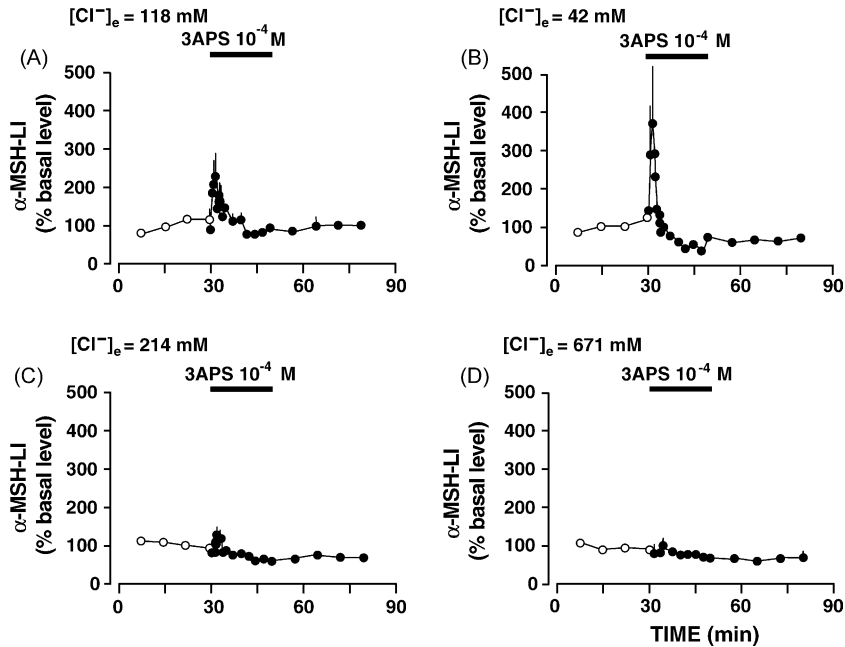 [Cl⁻]e = 118 mM
3APS 10⁻⁴ M
(A)
500
400
300
200
100
0
α-MSH-LI
(% basal level)
0 30 60 90
[Cl⁻]e = 42 mM
3APS 10⁻⁴ M
(B)
500
400
300
200
100
0
α-MSH-LI
(% basal level)
0 30 60 90
[Cl⁻]e = 214 mM
3APS 10⁻⁴ M
(C)
500
400
300
200
100
0
α-MSH-LI
(% basal level)
0 30 60 90
[Cl⁻]e = 671 mM
3APS 10⁻⁴ M
(D)
500
400
300
200
100
0
α-MSH-LI
(% basal level)
0 30 60 90
TIME (min)